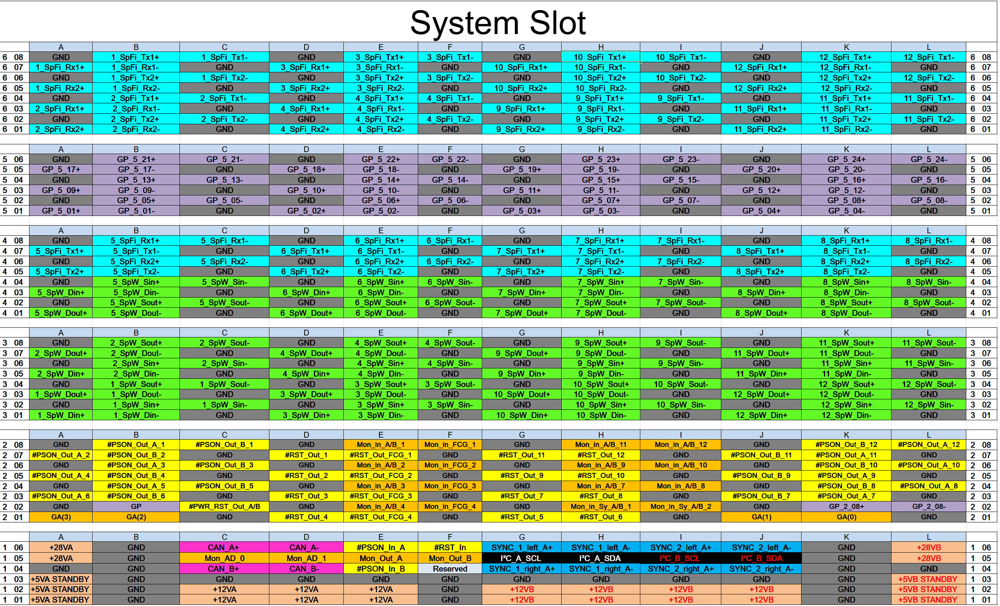 System Slot
A B C D E F G H I J K L
6 08 GND 1_SpFi_Tx1+ 1_SpFi_Tx1- GND 3_SpFi_Tx1+ 3_SpFi_Tx1- GND 10_SpFi_Tx1+ 10_SpFi_Tx1- GND 12_SpFi_Tx1+ 12_SpFi_Tx1- 6 08
6 07 1_SpFi_Rx1+ 1_SpFi_Rx1- GND 3_SpFi_Rx1+ 3_SpFi_Rx1- GND 10_SpFi_Rx1+ 10_SpFi_Rx1- GND 12_SpFi_Rx1+ 12_SpFi_Rx1- GND 6 07
6 06 GND 1_SpFi_Tx2+ 1_SpFi_Tx2- GND 3_SpFi_Tx2+ 3_SpFi_Tx2- GND 10_SpFi_Tx2+ 10_SpFi_Tx2- GND 12_SpFi_Tx2+ 12_SpFi_Tx2- 6 06
6 05 1_SpFi_Rx2+ 1_SpFi_Rx2- GND 3_SpFi_Rx2+ 3_SpFi_Rx2- GND 10_SpFi_Rx2+ 10_SpFi_Rx2- GND 12_SpFi_Rx2+ 12_SpFi_Rx2- GND 6 05
6 04 GND 2_SpFi_Tx1+ 2_SpFi_Tx1- GND 4_SpFi_Tx1+ 4_SpFi_Tx1- GND 9_SpFi_Tx1+ 9_SpFi_Tx1- GND 11_SpFi_Tx1+ 11_SpFi_Tx1- 6 04
6 03 2_SpFi_Rx1+ 2_SpFi_Rx1- GND 4_SpFi_Rx1+ 4_SpFi_Rx1- GND 9_SpFi_Rx1+ 9_SpFi_Rx1- GND 11_SpFi_Rx1+ 11_SpFi_Rx1- GND 6 03
6 02 GND 2_SpFi_Tx2+ 2_SpFi_Tx2- GND 4_SpFi_Tx2+ 4_SpFi_Tx2- GND 9_SpFi_Tx2+ 9_SpFi_Tx2- GND 11_SpFi_Tx2+ 11_SpFi_Tx2- 6 02
6 01 2_SpFi_Rx2+ 2_SpFi_Rx2- GND 4_SpFi_Rx2+ 4_SpFi_Rx2- GND 9_SpFi_Rx2+ 9_SpFi_Rx2- GND 11_SpFi_Rx2+ 11_SpFi_Rx2- GND 6 01
A B C D E F G H I J K L
5 06 GND GP_5_21+ GP_5_21- GND GP_5_22+ GP_5_22- GND GP_5_23+ GP_5_23- GND GP_5_24+ GP_5_24- 5 06
5 05 GP_5_17+ GP_5_17- GND GP_5_18+ GP_5_18- GND GP_5_19+ GP_5_19- GND GP_5_20+ GP_5_20- GND 5 05
5 04 GND GP_5_13+ GP_5_13- GND GP_5_14+ GP_5_14- GND GP_5_15+ GP_5_15- GND GP_5_16+ GP_5_16- 5 04
5 03 GP_5_09+ GP_5_09- GND GP_5_10+ GP_5_10- GND GP_5_11+ GP_5_11- GND GP_5_12+ GP_5_12- GND 5 03
5 02 GND GP_5_05+ GP_5_05- GND GP_5_06+ GP_5_06- GND GP_5_07+ GP_5_07- GND GP_5_08+ GP_5_08- 5 02
5 01 GP_5_01+ GP_5_01- GND GP_5_02+ GP_5_02- GND GP_5_03+ GP_5_03- GND GP_5_04+ GP_5_04- GND 5 01
A B C D E F G H I J K L
4 08 GND 5_SpFi_Rx1+ 5_SpFi_Rx1- GND 6_SpFi_Rx1+ 6_SpFi_Rx1- GND 7_SpFi_Rx1+ 7_SpFi_Rx1- GND 8_SpFi_Rx1+ 8_SpFi_Rx1- 4 08
4 07 5_SpFi_Tx1+ 5_SpFi_Tx1- GND 6_SpFi_Tx1+ 6_SpFi_Tx1- GND 7_SpFi_Tx1+ 7_SpFi_Tx1- GND 8_SpFi_Tx1+ 8_SpFi_Tx1- GND 4 07
4 06 GND 5_SpFi_Rx2+ 5_SpFi_Rx2- GND 6_SpFi_Rx2+ 6_SpFi_Rx2- GND 7_SpFi_Rx2+ 7_SpFi_Rx2- GND 8_SpFi_Rx2+ 8_SpFi_Rx2- 4 06
4 05 5_SpFi_Tx2+ 5_SpFi_Tx2- GND 6_SpFi_Tx2+ 6_SpFi_Tx2- GND 7_SpFi_Tx2+ 7_SpFi_Tx2- GND 8_SpFi_Tx2+ 8_SpFi_Tx2- GND 4 05
4 04 GND 5_SpW_Sin+ 5_SpW_Sin- GND 6_SpW_Sin+ 6_SpW_Sin- GND 7_SpW_Sin+ 7_SpW_Sin- GND 8_SpW_Sin+ 8_SpW_Sin- 4 04
4 03 5_SpW_Din+ 5_SpW_Din- GND 6_SpW_Din+ 6_SpW_Din- GND 7_SpW_Din+ 7_SpW_Din- GND 8_SpW_Din+ 8_SpW_Din- GND 4 03
4 02 GND 5_SpW_Sout+ 5_SpW_Sout- GND 6_SpW_Sout+ 6_SpW_Sout- GND 7_SpW_Sout+ 7_SpW_Sout- GND 8_SpW_Sout+ 8_SpW_Sout- 4 02
4 01 5_SpW_Dout+ 5_SpW_Dout- GND 6_SpW_Dout+ 6_SpW_Dout- GND 7_SpW_Dout+ 7_SpW_Dout- GND 8_SpW_Dout+ 8_SpW_Dout- GND 4 01
A B C D E F G H I J K L
3 08 GND 2_SpW_Sout+ 2_SpW_Sout- GND 4_SpW_Sout+ 4_SpW_Sout- GND 9_SpW_Sout+ 9_SpW_Sout- GND 11_SpW_Sout+ 11_SpW_Sout- 3 08
3 07 2_SpW_Dout+ 2_SpW_Dout- GND 4_SpW_Dout+ 4_SpW_Dout- GND 9_SpW_Dout+ 9_SpW_Dout- GND 11_SpW_Dout+ 11_SpW_Dout- GND 3 07
3 06 GND 2_SpW_Sin+ 2_SpW_Sin- GND 4_SpW_Sin+ 4_SpW_Sin- GND 9_SpW_Sin+ 9_SpW_Sin- GND 11_SpW_Sin+ 11_SpW_Sin- 3 06
3 05 2_SpW_Din+ 2_SpW_Din- GND 4_SpW_Din+ 4_SpW_Din- GND 9_SpW_Din+ 9_SpW_Din- GND 11_SpW_Din+ 11_SpW_Din- GND 3 05
3 04 GND 1_SpW_Sout+ 1_SpW_Sout- GND 3_SpW_Sout+ 3_SpW_Sout- GND 10_SpW_Sout+ 10_SpW_Sout- GND 12_SpW_Sout+ 12_SpW_Sout- 3 04
3 03 1_SpW_Dout+ 1_SpW_Dout- GND 3_SpW_Dout+ 3_SpW_Dout- GND 10_SpW_Dout+ 10_SpW_Dout- GND 12_SpW_Dout+ 12_SpW_Dout- GND 3 03
3 02 GND 1_SpW_Sin+ 1_SpW_Sin- GND 3_SpW_Sin+ 3_SpW_Sin- GND 10_SpW_Sin+ 10_SpW_Sin- GND 12_SpW_Sin+ 12_SpW_Sin- 3 02
3 01 1_SpW_Din+ 1_SpW_Din- GND 3_SpW_Din+ 3_SpW_Din- GND 10_SpW_Din+ 10_SpW_Din- GND 12_SpW_Din+ 12_SpW_Din- GND 3 01
A B C D E F G H I J K L
2 08 GND #PSON_Out_A_1 #PSON_Out_B_1 GND Mon_in_A/B_1 Mon_in_FCG_1 GND Mon_in_A/B_11 Mon_in_A/B_12 GND #PSON_Out_B_12 #PSON_Out_A_12 2 08
2 07 #PSON_Out_A_2 #PSON_Out_B_2 GND #RST_Out_1 #RST_Out_FCG_1 GND #RST_Out_11 #RST_Out_12 GND #PSON_Out_B_11 #PSON_Out_A_11 GND 2 07
2 06 GND #PSON_Out_A_3 #PSON_Out_B_3 GND Mon_in_A/B_2 Mon_in_FCG_2 GND Mon_in_A/B_9 Mon_in_A/B_10 GND #PSON_Out_B_10 #PSON_Out_A_10 2 06
2 05 #PSON_Out_A_4 #PSON_Out_B_4 GND #RST_Out_2 #RST_Out_FCG_2 GND #RST_Out_9 #RST_Out_10 GND #PSON_Out_B_9 #PSON_Out_A_9 GND 2 05
2 04 GND #PSON_Out_A_5 #PSON_Out_B_5 GND Mon_in_A/B_3 Mon_in_FCG_3 GND Mon_in_A/B_7 Mon_in_A/B_8 GND #PSON_Out_B_8 #PSON_Out_A_8 2 04
2 03 #PSON_Out_A_6 #PSON_Out_B_6 GND #RST_Out_3 #RST_Out_FCG_3 GND #RST_Out_7 #RST_Out_8 GND #PSON_Out_B_7 #PSON_Out_A_7 GND 2 03
2 02 GND GP #PWR_RST_Out_A/B GND Mon_in_A/B_4 Mon_in_FCG_4 GND Mon_in_Sy_A/B_1 Mon_in_Sy_A/B_2 GND GP_2_08+ GP_2_08- 2 02
2 01 GA(3) GA(2) GND #RST_Out_4 #RST_Out_FCG_4 GND #RST_Out_5 #RST_Out_6 GND GA(1) GA(0) GND 2 01
A B C D E F G H I J K L
1 06 +28VA GND CAN_A+ CAN_A- #PSON_In_A #RST_In SYNC_1_left_A+ SYNC_1_left_A- SYNC_2_left_A+ SYNC_2_left_A- GND +28VB 1 06
1 05 +28VA GND Mon_AD_0 Mon_AD_1 Mon_Out_A Mon_Out_B I²C_A_SCL I²C_A_SDA I²C_B_SCL I²C_B_SDA GND +28VB 1 05
1 04 GND GND CAN_B+ CAN_B- #PSON_In_B Reserved SYNC_1_right_A+ SYNC_1_right_A- SYNC_2_right_A+ SYNC_2_right_A- GND GND 1 04
1 03 +5VA STANDBY GND GND GND GND GND GND GND GND GND GND +5VB STANDBY 1 03
1 02 +5VA STANDBY GND +12VA +12VA +12VA GND +12VB +12VB +12VB +12VB GND +5VB STANDBY 1 02
1 01 +5VA STANDBY GND +12VA +12VA +12VA GND +12VB +12VB +12VB +12VB GND +5VB STANDBY 1 01